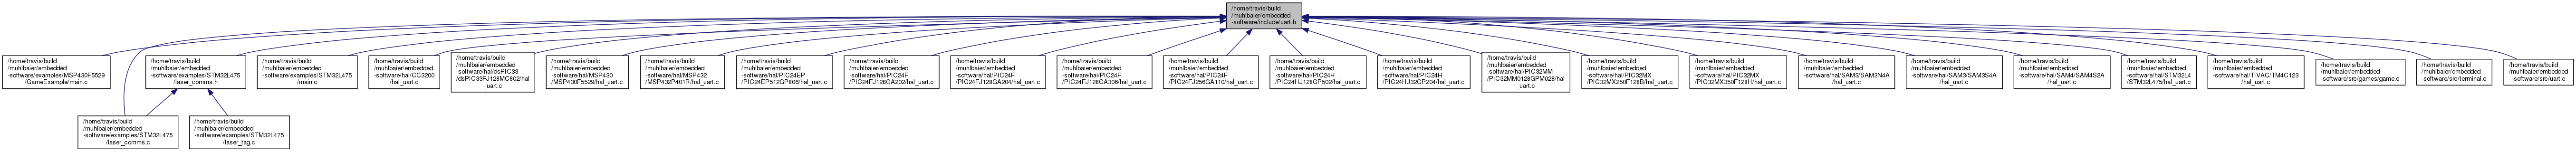 /home/travis/build
/muhlbaier/embedded
-software/include/uart.h
/home/travis/build
/muhlbaier/embedded
-software/examples/MSP430F5529
/GameExample/main.c
/home/travis/build
/muhlbaier/embedded
-software/examples/STM32L475
/laser_comms.h
/home/travis/build
/muhlbaier/embedded
-software/examples/STM32L475
/main.c
/home/travis/build
/muhlbaier/embedded
-software/hal/CC3200
/hal_uart.c
/home/travis/build
/muhlbaier/embedded
-software/hal/dsPIC33
/dsPIC33FJ128MC802/hal
_uart.c
/home/travis/build
/muhlbaier/embedded
-software/hal/MSP430
/MSP430F5529/hal_uart.c
/home/travis/build
/muhlbaier/embedded
-software/hal/MSP432
/MSP432P401R/hal_uart.c
/home/travis/build
/muhlbaier/embedded
-software/hal/PIC24EP
/PIC24EP512GP806/hal_uart.c
/home/travis/build
/muhlbaier/embedded
-software/hal/PIC24F
/PIC24FJ128GA202/hal_uart.c
/home/travis/build
/muhlbaier/embedded
-software/hal/PIC24F
/PIC24FJ128GA204/hal_uart.c
/home/travis/build
/muhlbaier/embedded
-software/hal/PIC24F
/PIC24FJ128GA306/hal_uart.c
/home/travis/build
/muhlbaier/embedded
-software/hal/PIC24F
/PIC24FJ256GA110/hal_uart.c
/home/travis/build
/muhlbaier/embedded
-software/hal/PIC24H
/PIC24HJ128GP502/hal_uart.c
/home/travis/build
/muhlbaier/embedded
-software/hal/PIC24H
/PIC24HJ32GP204/hal_uart.c
/home/travis/build
/muhlbaier/embedded
-software/hal/PIC32MM
/PIC32MM0128GPM028/hal
_uart.c
/home/travis/build
/muhlbaier/embedded
-software/hal/PIC32MX
/PIC32MX250F128B/hal_uart.c
/home/travis/build
/muhlbaier/embedded
-software/hal/PIC32MX
/PIC32MX350F128H/hal_uart.c
/home/travis/build
/muhlbaier/embedded
-software/hal/SAM3/SAM3N4A
/hal_uart.c
/home/travis/build
/muhlbaier/embedded
-software/hal/SAM3/SAM3S4A
/hal_uart.c
/home/travis/build
/muhlbaier/embedded
-software/hal/SAM4/SAM4S2A
/hal_uart.c
/home/travis/build
/muhlbaier/embedded
-software/hal/STM32L4
/STM32L475/hal_uart.c
/home/travis/build
/muhlbaier/embedded
-software/hal/TIVAC/TM4C123
/hal_uart.c
/home/travis/build
/muhlbaier/embedded
-software/src/games/game.c
/home/travis/build
/muhlbaier/embedded
-software/src/terminal.c
/home/travis/build
/muhlbaier/embedded
-software/src/uart.c
/home/travis/build
/muhlbaier/embedded
-software/examples/STM32L475
/laser_comms.c
/home/travis/build
/muhlbaier/embedded
-software/examples/STM32L475
/laser_tag.c